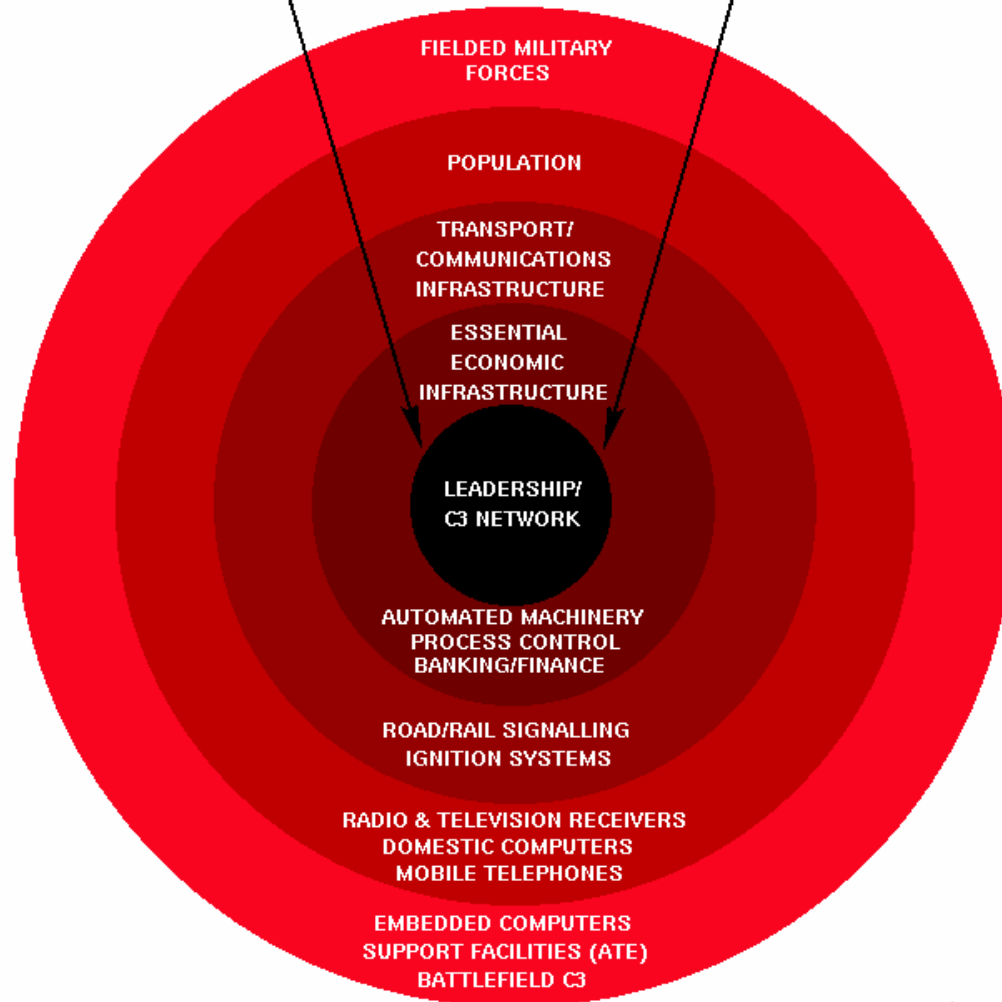 FIELDED MILITARY
FORCES
POPULATION
TRANSPORT/
COMMUNICATIONS
INFRASTRUCTURE
ESSENTIAL
ECONOMIC
INFRASTRUCTURE
LEADERSHIP/
C3 NETWORK
AUTOMATED MACHINERY
PROCESS CONTROL
BANKING/FINANCE
ROAD/RAIL SIGNALLING
IGNITION SYSTEMS
RADIO & TELEVISION RECEIVERS
DOMESTIC COMPUTERS
MOBILE TELEPHONES
EMBEDDED COMPUTERS
SUPPORT FACILITIES (ATE)
BATTLEFIELD C3